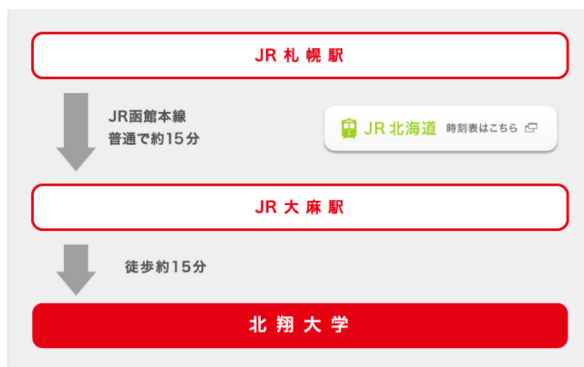 JR 札幌駅
JR函館本線
普通で約15分
JR北海道 時刻表はこちら
JR 大麻駅
徒歩約15分
北翔大学